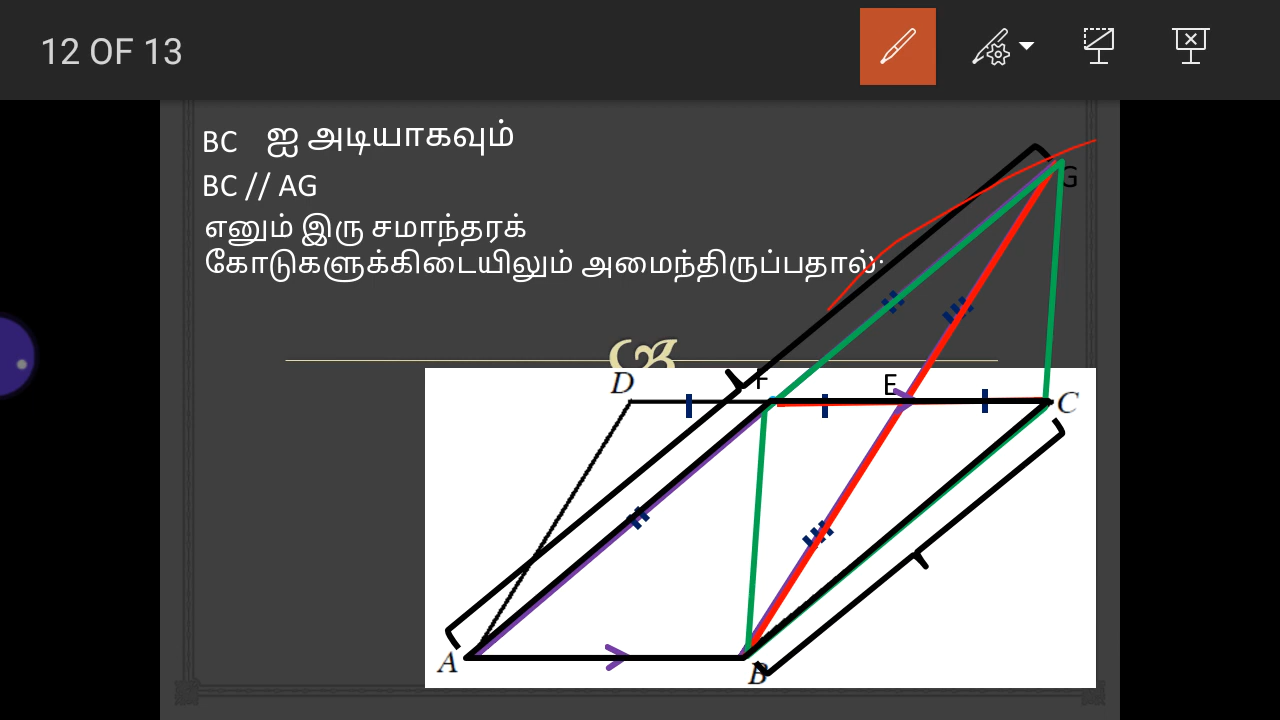 12 OF 13
BC ஐ அடியாகவும்
BC // AG
எனும் இரு சமாந்தரக்
கோடுகளுக்கிடையிலும் அமைந்திருப்பதால்;
G
D F E C
A B